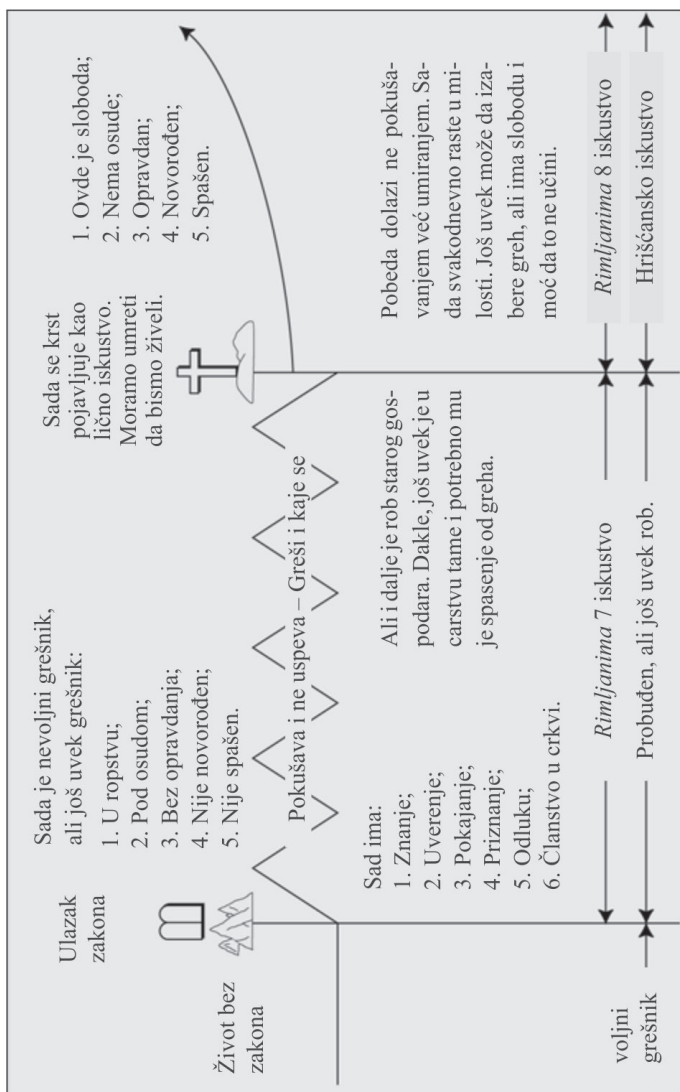 Život bez
zakona
Ulazak
zakona
Sada je nevoljni grešnik,
ali još uvek grešnik:
1. U ropstvu;
2. Pod osudom;
3. Bez opravdanja;
4. Nije novorođen;
5. Nije spašen.
Sada se krst
pojavljuje kao
lično iskustvo.
Moramo umreti
da bismo živeli.
1. Ovde je sloboda;
2. Nema osude;
3. Opravdan;
4. Novorođen;
5. Spašen.
Pokušava i ne uspeva – Greši i kaje se
Sad ima:
1. Znanje;
2. Uverenje;
3. Pokajanje;
4. Priznanje;
5. Odluku;
6. Članstvo u crkvi.
Ali i dalje je rob starog gos-
podara. Dakle, još uvek je u
carstvu tame i potrebno mu
je spasenje od greha.
Pobeda dolazi ne pokuša-
vanjem već umiranjem. Sa-
da svakodnevno raste u mi-
losti. Još uvek može da iza-
bere greh, ali ima slobodu i
moć da to ne učini.
voljni
grešnik
Rimljanima 7 iskustvo
Rimljanima 8 iskustvo
Probuđen, ali još uvek rob.
Hrišćansko iskustvo